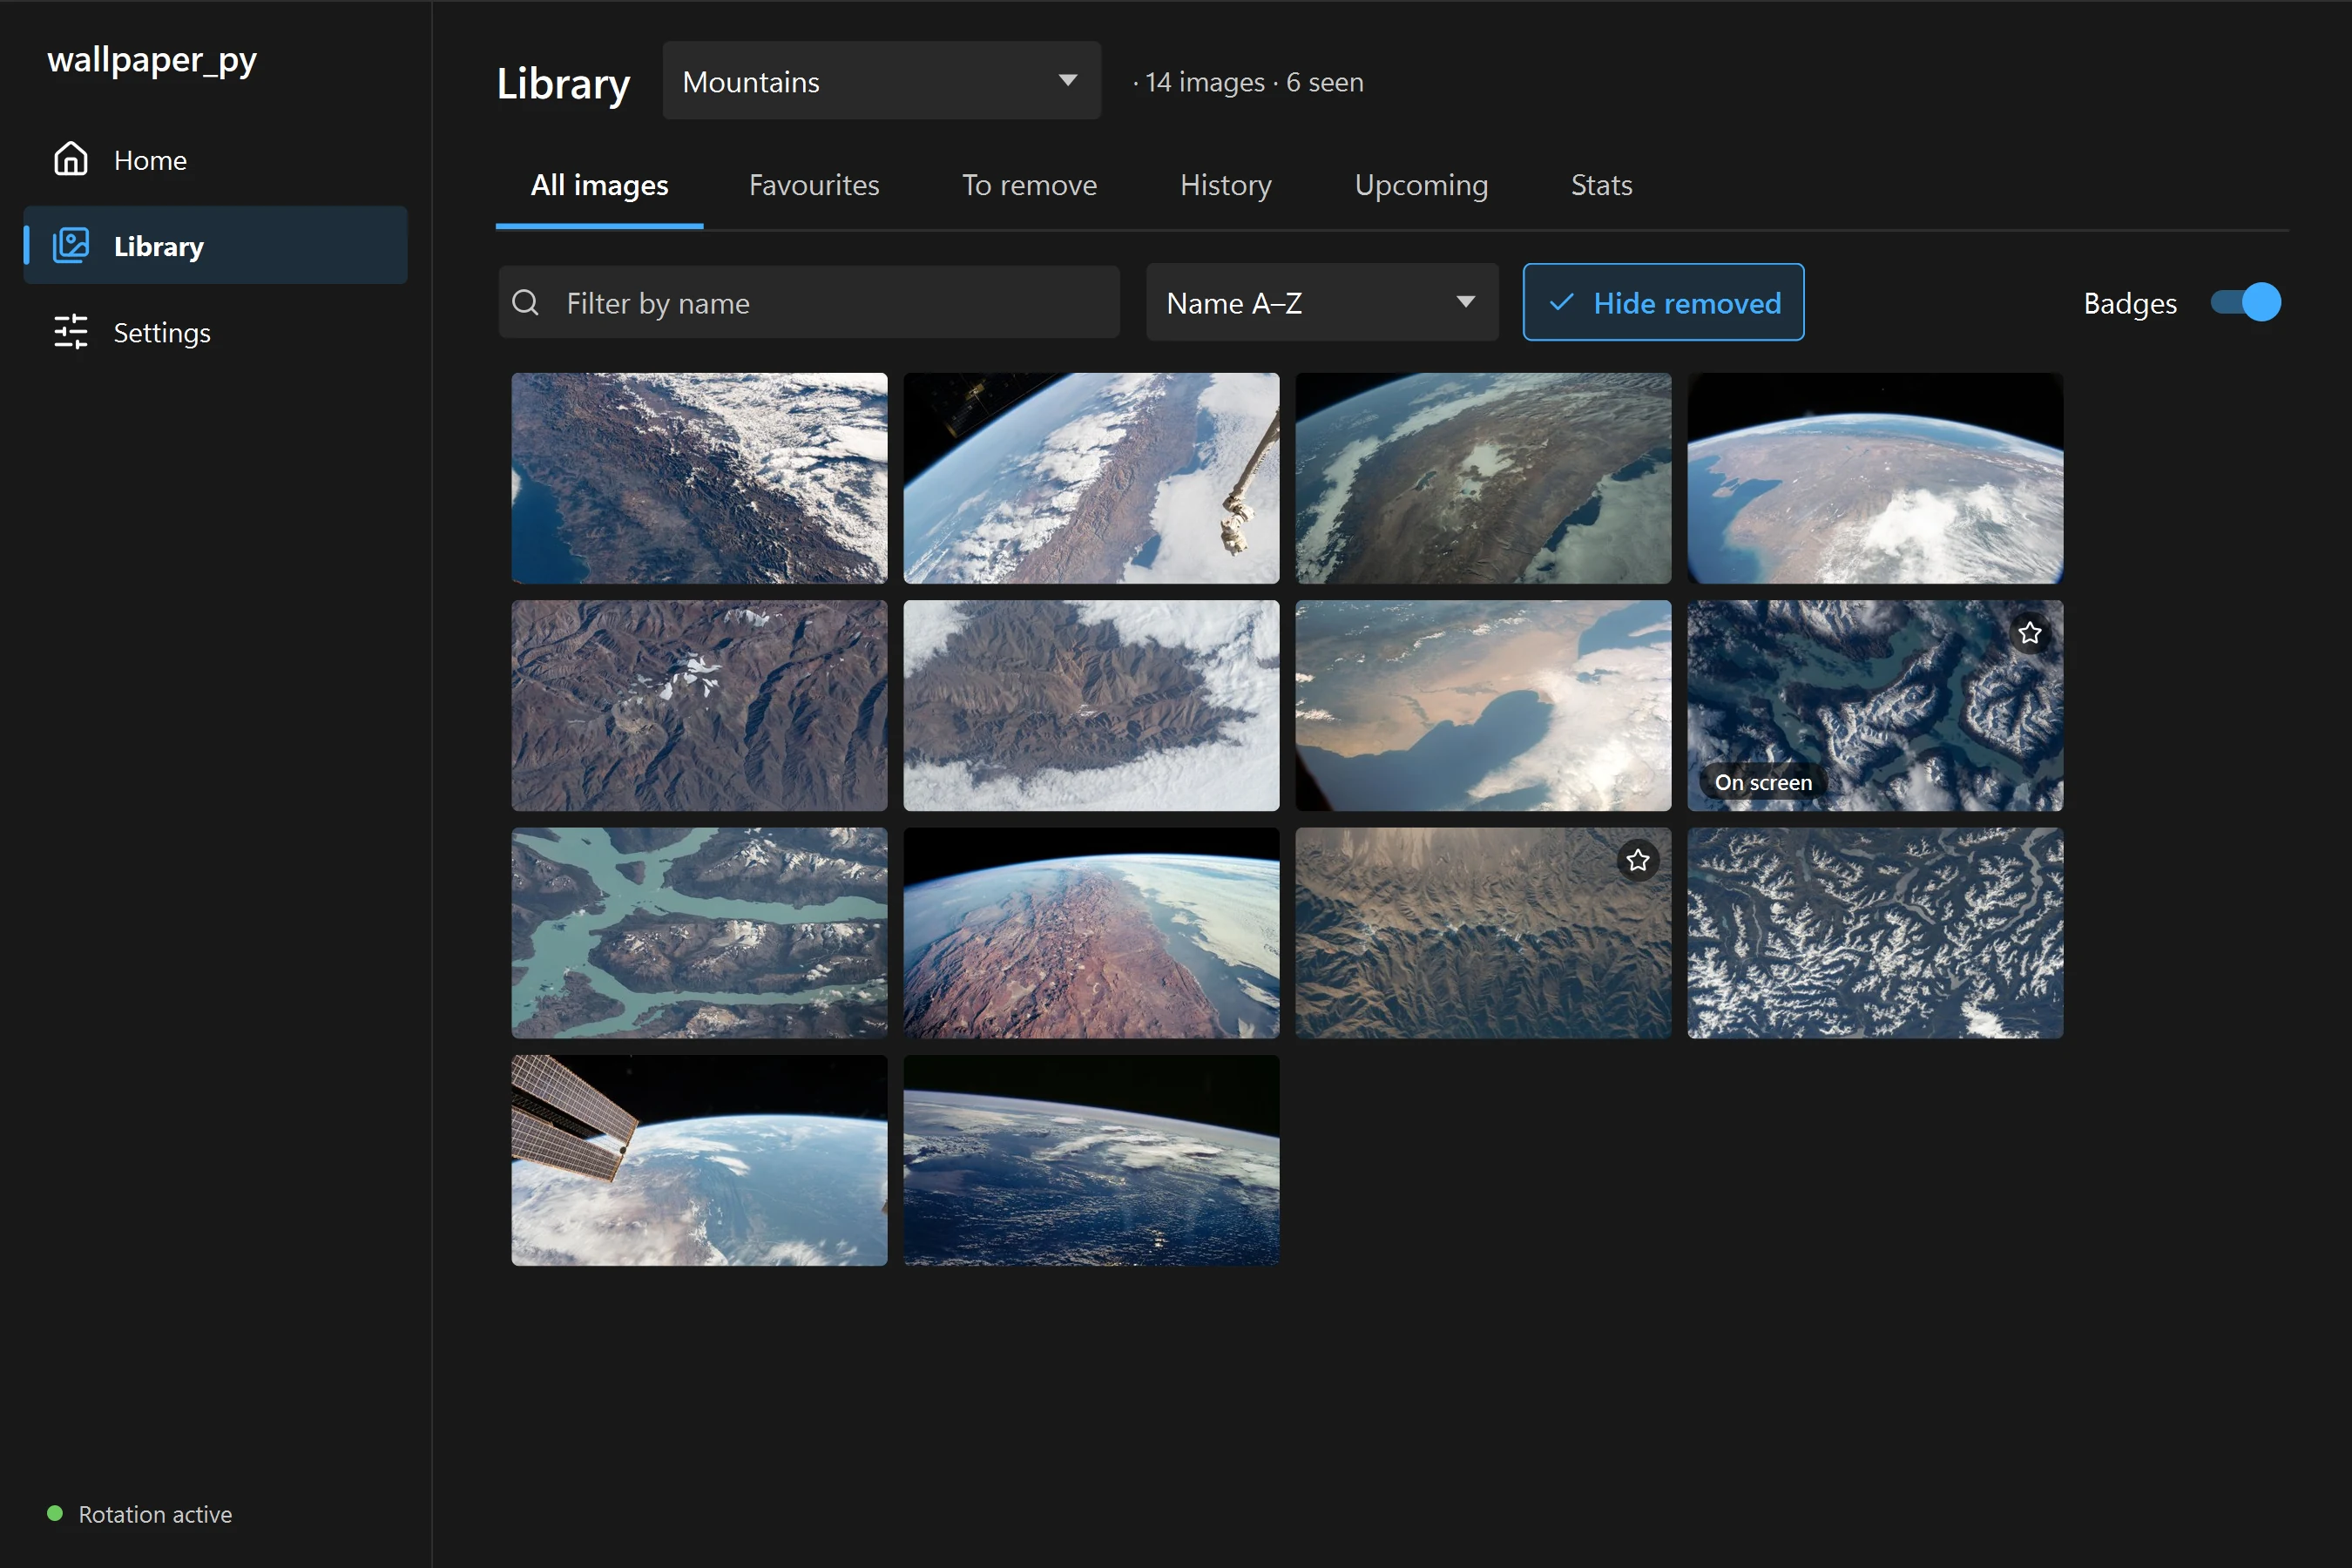 wallpaper_py
Home
Library
Settings
Rotation active
Library
Mountains
· 14 images · 6 seen
All images
Favourites
To remove
History
Upcoming
Stats
Filter by name
Name A–Z
Hide removed
Badges
On screen